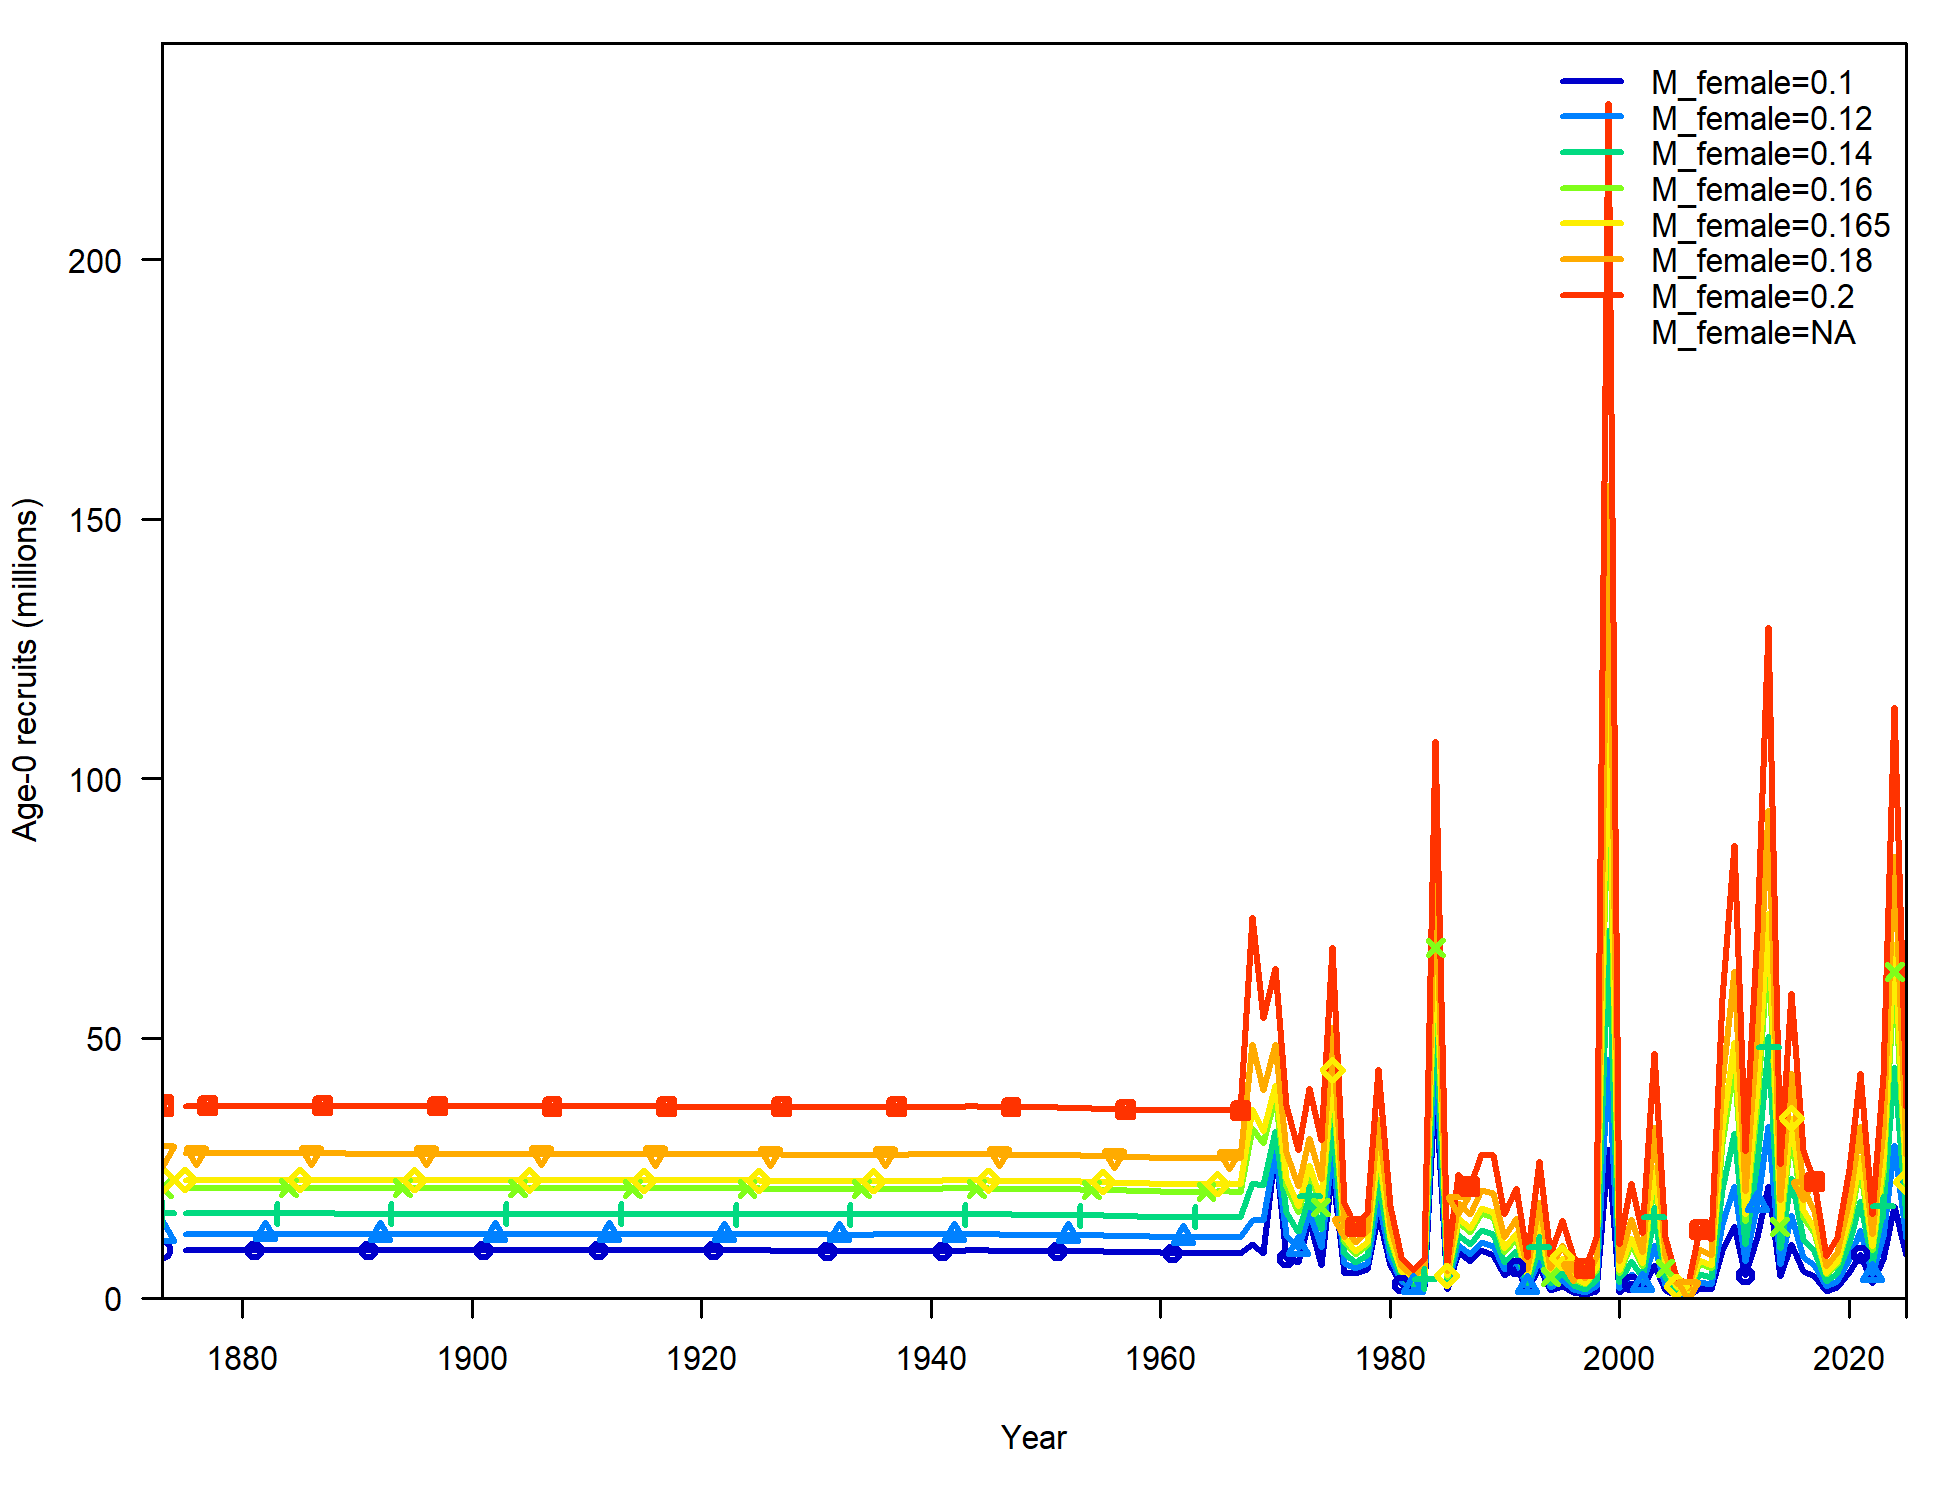 M_female=0.1
M_female=0.12
M_female=0.14
M_female=0.16
M_female=0.165
M_female=0.18
M_female=0.2
M_female=NA
Age-0 recruits (millions)
200
150
100
50
0
1880 1900 1920 1940 1960 1980 2000 2020
Year